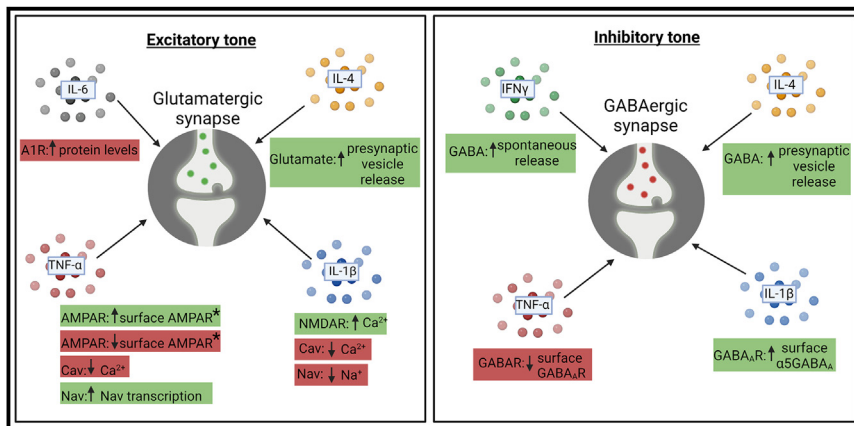 Excitatory tone
IL-6
IL-4
Glutamatergic
synapse
A1R:↑ protein levels
Glutamate:↑ presynaptic
vesicle
release
TNF-α
IL-1β
AMPAR:↑ surface AMPAR*
AMPAR:↓ surface AMPAR*
Cav:↓ Ca²⁺
Nav:↑ Nav transcription
NMDAR:↑ Ca²⁺
Cav:↓ Ca²⁺
Nav:↓ Na⁺
Inhibitory tone
IFNγ
IL-4
GABAergic
synapse
GABA:↑spontaneous
release
GABA:↑ presynaptic
vesicle
release
TNF-α
IL-1β
GABAR:↓ surface
GABAₐR
GABAₐR:↑ surface
α5GABAₐ